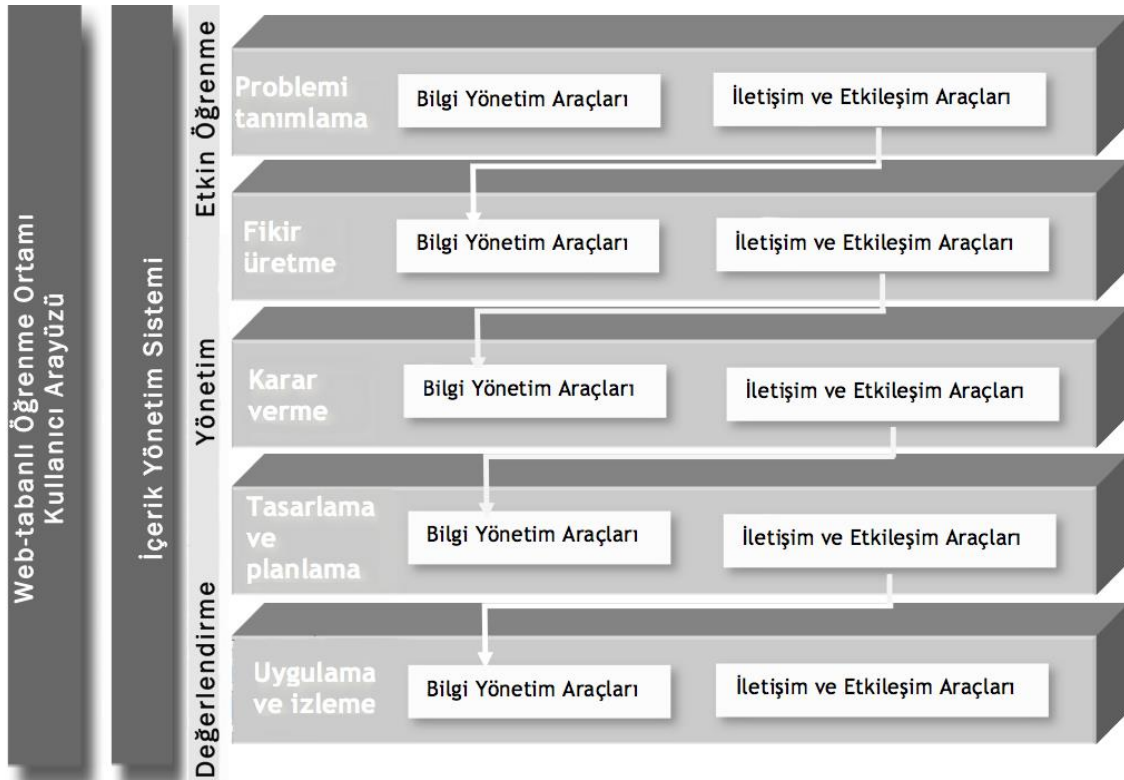 Web-tabanlı Öğrenme Ortamı
Kullanıcı Arayüzü
İçerik Yönetim Sistemi
Etkin Öğrenme
Yönetim
Değerlendirme
Problemi
tanımlama
Bilgi Yönetim Araçları
İletişim ve Etkileşim Araçları
Fikir
üretme
Bilgi Yönetim Araçları
İletişim ve Etkileşim Araçları
Karar
verme
Bilgi Yönetim Araçları
İletişim ve Etkileşim Araçları
Tasarlama
ve
planlama
Bilgi Yönetim Araçları
İletişim ve Etkileşim Araçları
Uygulama
ve izleme
Bilgi Yönetim Araçları
İletişim ve Etkileşim Araçları